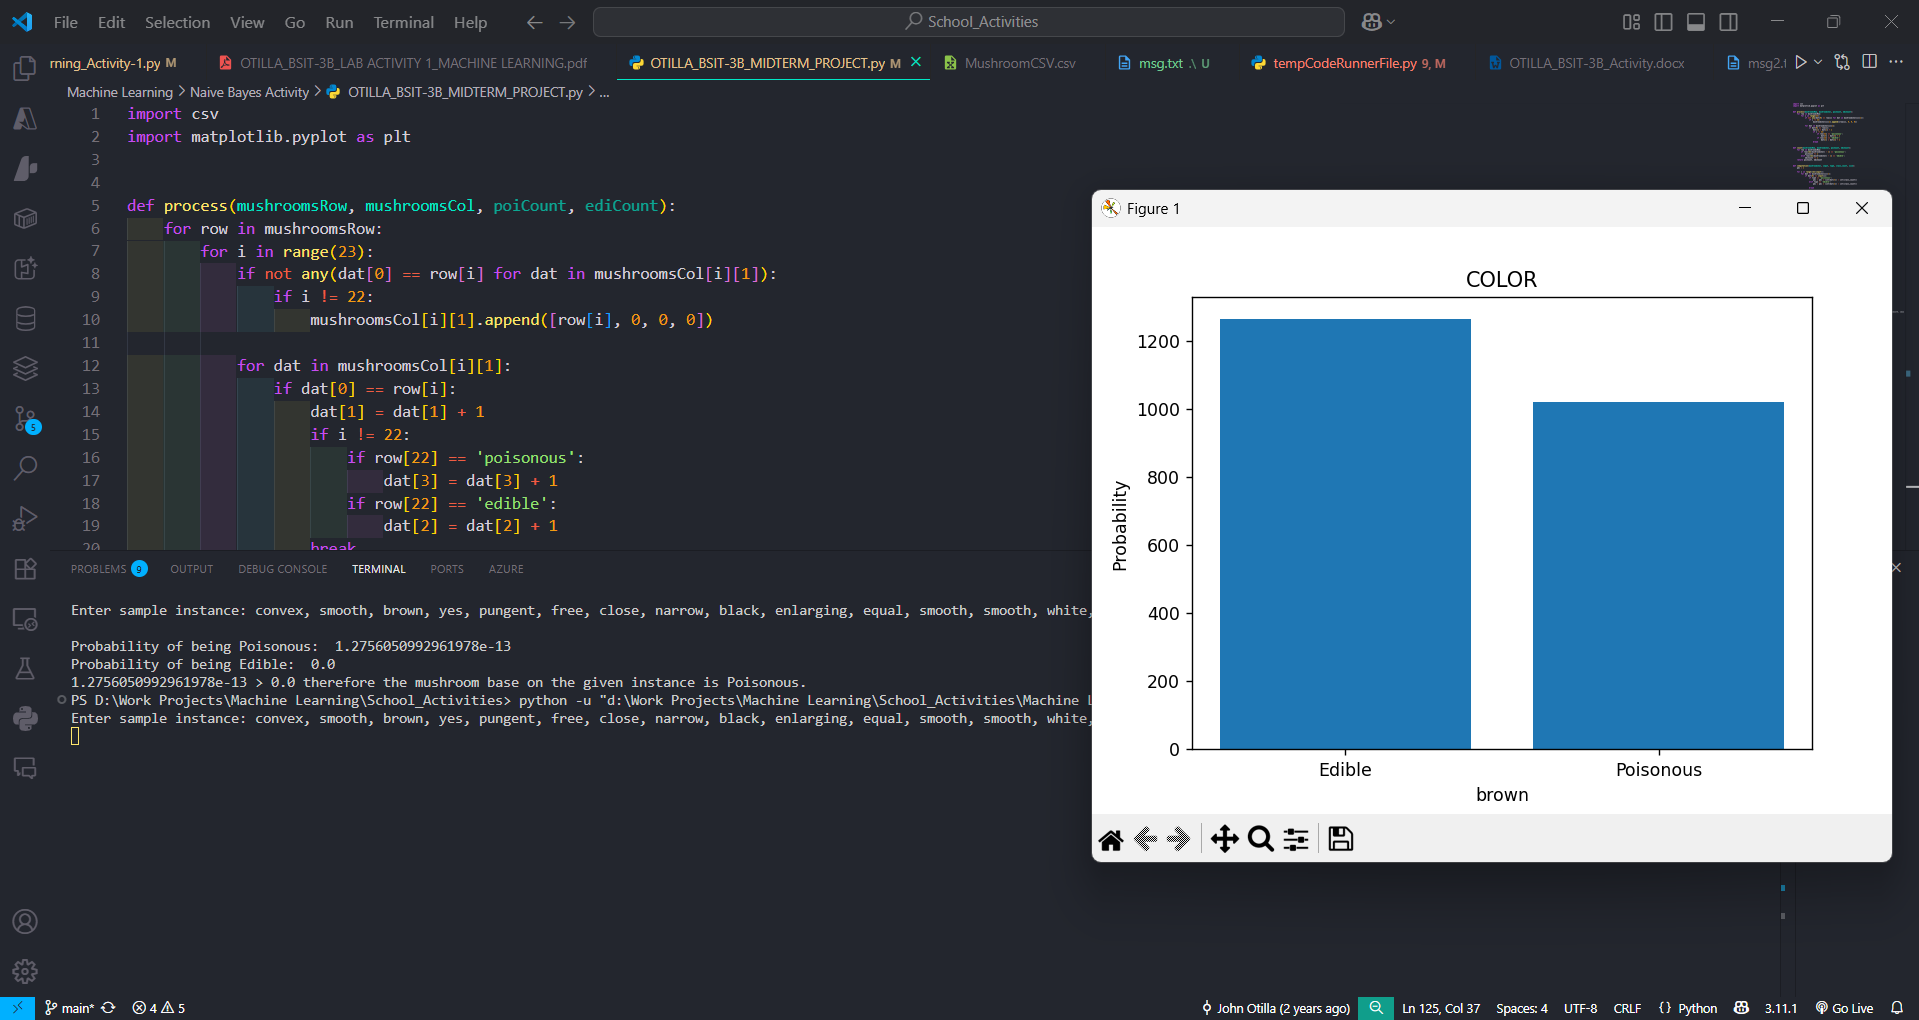 File Edit Selection View Go Run Terminal Help School_Activities
rning_Activity-1.py M OTILLA_BSIT-3B_LAB ACTIVITY 1_MACHINE LEARNING.pdf OTILLA_BSIT-3B_MIDTERM_PROJECT.py M MushroomCSV.csv msg.txt .\ U tempCodeRunnerFile.py 9, M OTILLA_BSIT-3B_Activity.docx msg2.t
Machine Learning > Naive Bayes Activity > OTILLA_BSIT-3B_MIDTERM_PROJECT.py > ...
1 import csv
2 import matplotlib.pyplot as plt
3
4
5 def process(mushroomsRow, mushroomsCol, poiCount, ediCount):
6 for row in mushroomsRow:
7 for i in range(23):
8 if not any(dat[0] == row[i] for dat in mushroomsCol[i][1]):
9 if i != 22:
10 mushroomsCol[i][1].append([row[i], 0, 0, 0])
11
12 for dat in mushroomsCol[i][1]:
13 if dat[0] == row[i]:
14 dat[1] = dat[1] + 1
15 if i != 22:
16 if row[22] == 'poisonous':
17 dat[3] = dat[3] + 1
18 if row[22] == 'edible':
19 dat[2] = dat[2] + 1
20 break
PROBLEMS 9 OUTPUT DEBUG CONSOLE TERMINAL PORTS AZURE
Enter sample instance: convex, smooth, brown, yes, pungent, free, close, narrow, black, enlarging, equal, smooth, smooth, white,
Probability of being Poisonous: 1.2756050992961978e-13
Probability of being Edible: 0.0
1.2756050992961978e-13 > 0.0 therefore the mushroom base on the given instance is Poisonous.
PS D:\Work Projects\Machine Learning\School_Activities> python -u "d:\Work Projects\Machine Learning\School_Activities\Machine L
Enter sample instance: convex, smooth, brown, yes, pungent, free, close, narrow, black, enlarging, equal, smooth, smooth, white,
Figure 1
COLOR
1200
1000
800
600
400
200
0
Probability
Edible Poisonous
brown
5
main* 4 5 John Otilla (2 years ago) Ln 125, Col 37 Spaces: 4 UTF-8 CRLF {} Python 3.11.1 Go Live